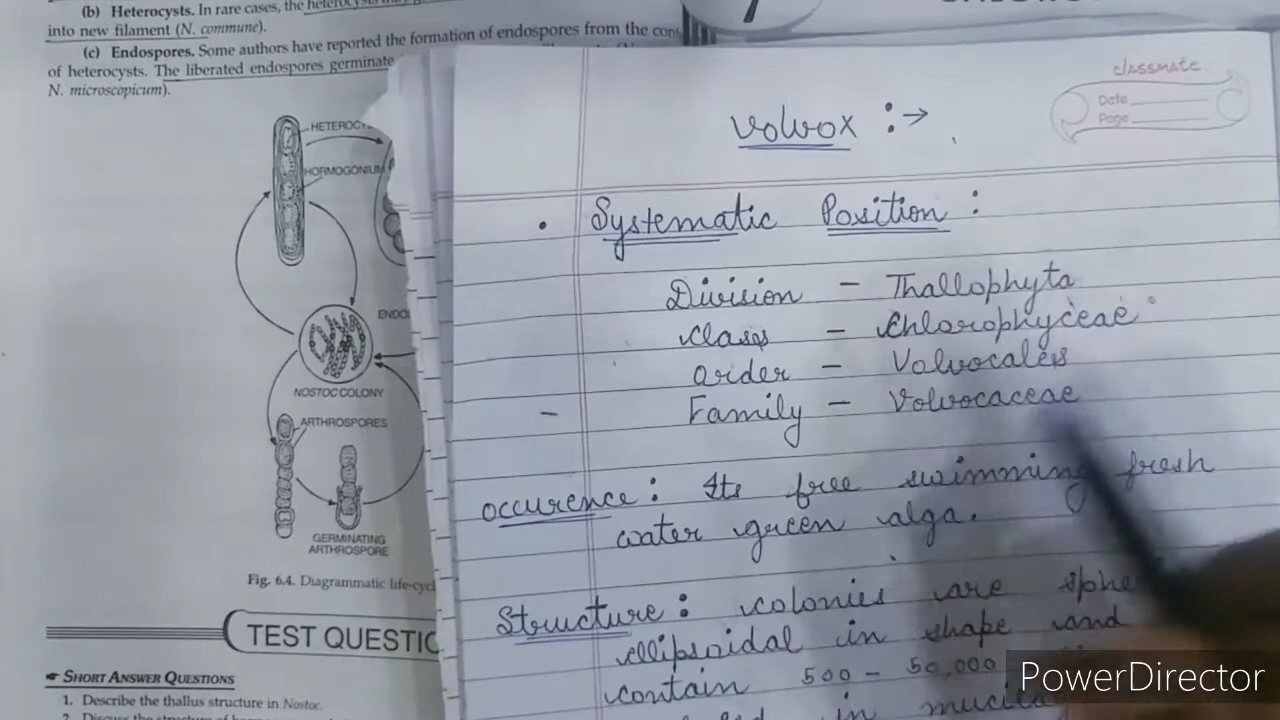 (b) Heterocysts. In rare cases, the
into new filament (N. commune).
(c) Endospores. Some authors have reported the formation of endospores from the
of heterocysts. The liberated endospores germinate
N. microscopicum).
HORMOGONIUM
NOSTOC COLONY
ARTHROSPORES
GERMINATING
ARTHROSPORE
Fig. 6.4. Diagrammatic
TEST
SHORT ANSWER QUESTIONS
1. Describe the thallus structure in Nostoc.
classmate
Date
Page
Volvox :→
• Systematic Position :
Division – Thallophyta
Class – Chlorophyceae
order – Volvocales
– Family – Volvocaceae
occurence : Its free swimming fresh
water green alga.
Structure : colonies are
ellipsoidal in shape and
contain 500 – 50,000
in
PowerDirector